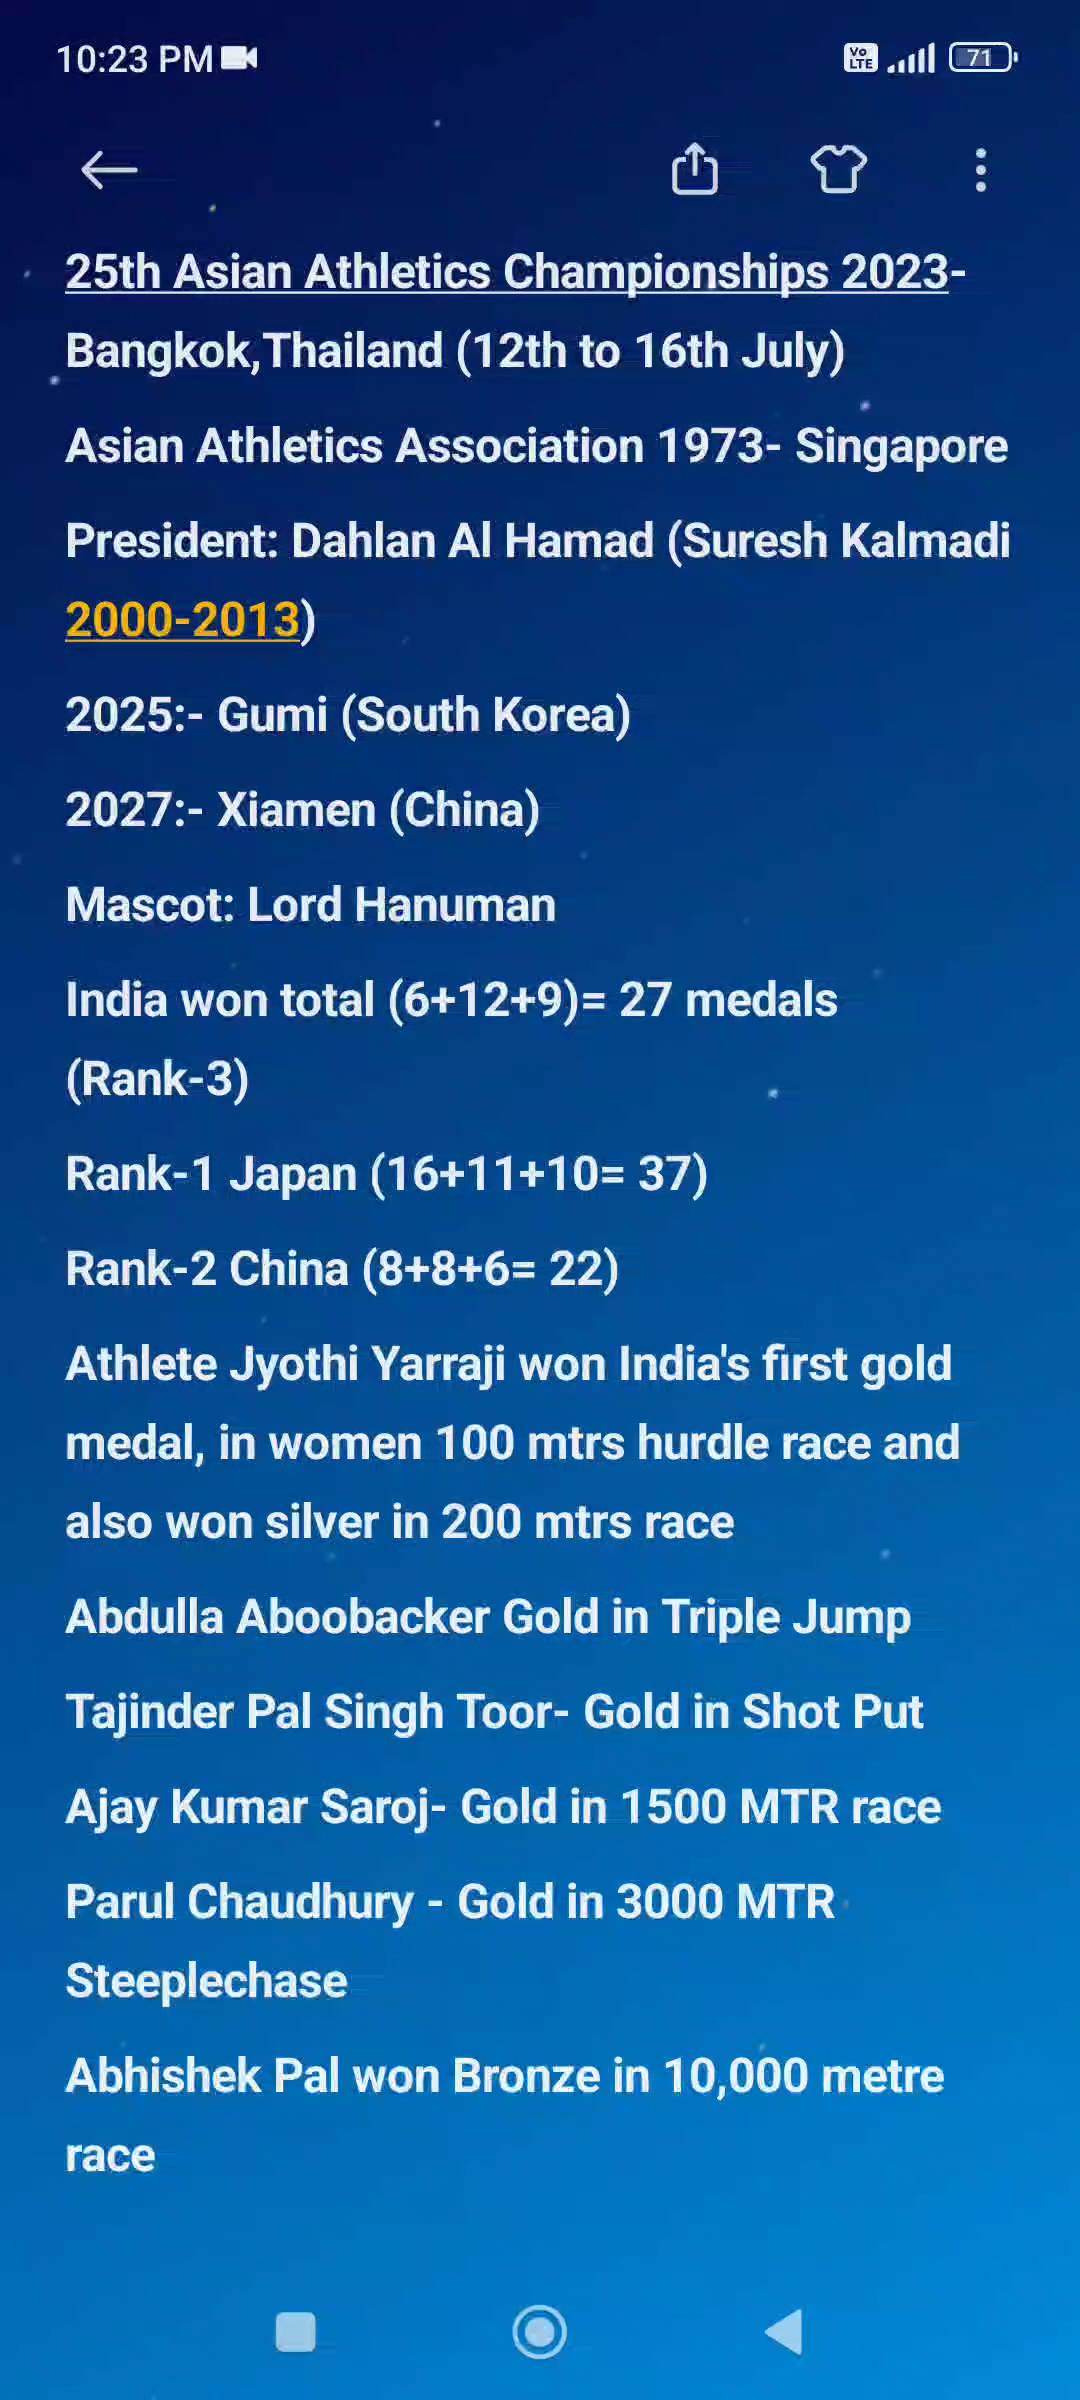 10:23 PM
Vo LTE
71
25th Asian Athletics Championships 2023-
Bangkok,Thailand (12th to 16th July)
Asian Athletics Association 1973- Singapore
President: Dahlan Al Hamad (Suresh Kalmadi
2000-2013)
2025:- Gumi (South Korea)
2027:- Xiamen (China)
Mascot: Lord Hanuman
India won total (6+12+9)= 27 medals
(Rank-3)
Rank-1 Japan (16+11+10= 37)
Rank-2 China (8+8+6= 22)
Athlete Jyothi Yarraji won India's first gold
medal, in women 100 mtrs hurdle race and
also won silver in 200 mtrs race
Abdulla Aboobacker Gold in Triple Jump
Tajinder Pal Singh Toor- Gold in Shot Put
Ajay Kumar Saroj- Gold in 1500 MTR race
Parul Chaudhury - Gold in 3000 MTR
Steeplechase
Abhishek Pal won Bronze in 10,000 metre
race